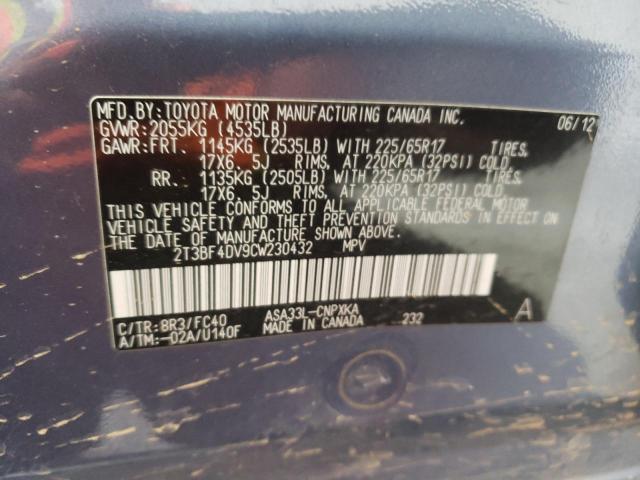 MFD.BY:TOYOTA MOTOR MANUFACTURING CANADA INC. 06/12
GVWR:2055KG (4535LB)
GAWR:FRT. 1145KG (2535LB) WITH 225/65R17 TIRES,
17X6.5J RIMS, AT 220KPA (32PSI) COLD
RR. 1135KG (2505LB) WITH 225/65R17 TIRES,
17X6.5J RIMS, AT 220KPA (32PSI) COLD
THIS VEHICLE CONFORMS TO ALL APPLICABLE FEDERAL MOTOR
VEHICLE SAFETY AND THEFT PREVENTION STANDARDS IN EFFECT
ON THE DATE OF MANUFACTURE SHOWN ABOVE.
2T3BF4DV9CW230432 MPV
C/TR:8R3/FC40 ASA33L-CNPXKA 232
A/TM:-02A/U140F MADE IN CANADA A